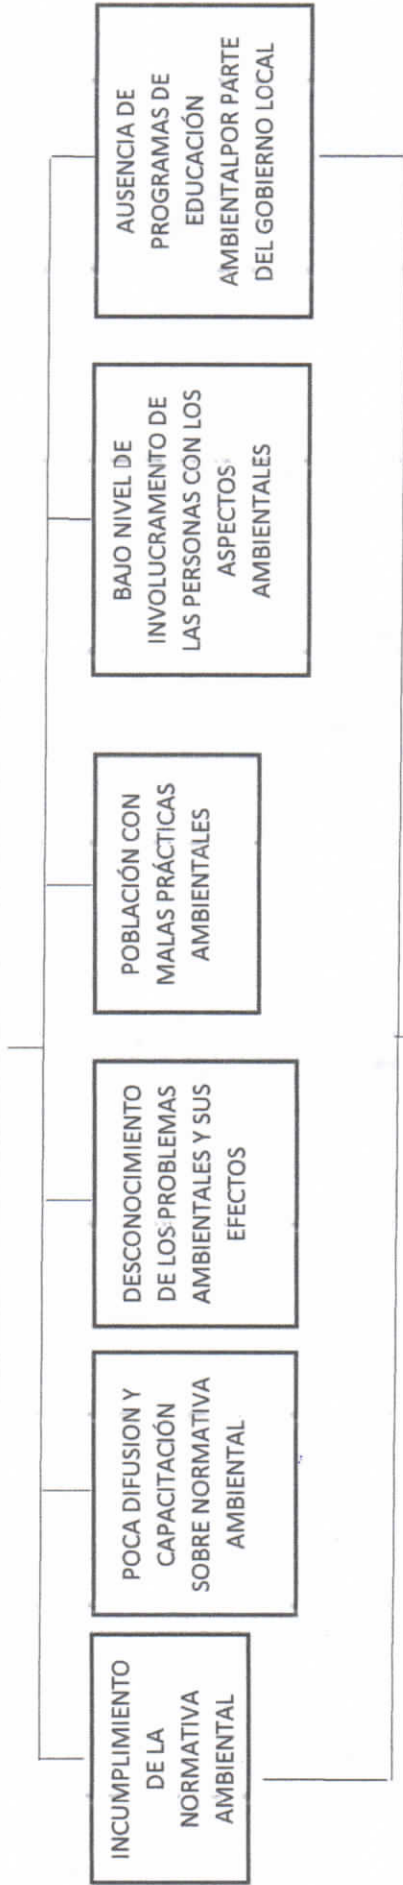 INCUMPLIMIENTO
DE LA
NORMATIVA
AMBIENTAL
POCA DIFUSION Y
CAPACITACIÓN
SOBRE NORMATIVA
AMBIENTAL
DESCONOCIMIENTO
DE LOS PROBLEMAS
AMBIENTALES Y SUS
EFECTOS
POBLACIÓN CON
MALAS PRÁCTICAS
AMBIENTALES
BAJO NIVEL DE
INVOLUCRAMENTO DE
LAS PERSONAS CON LOS
ASPECTOS
AMBIENTALES
AUSENCIA DE
PROGRAMAS DE
EDUCACIÓN
AMBIENTALPOR PARTE
DEL GOBIERNO LOCAL